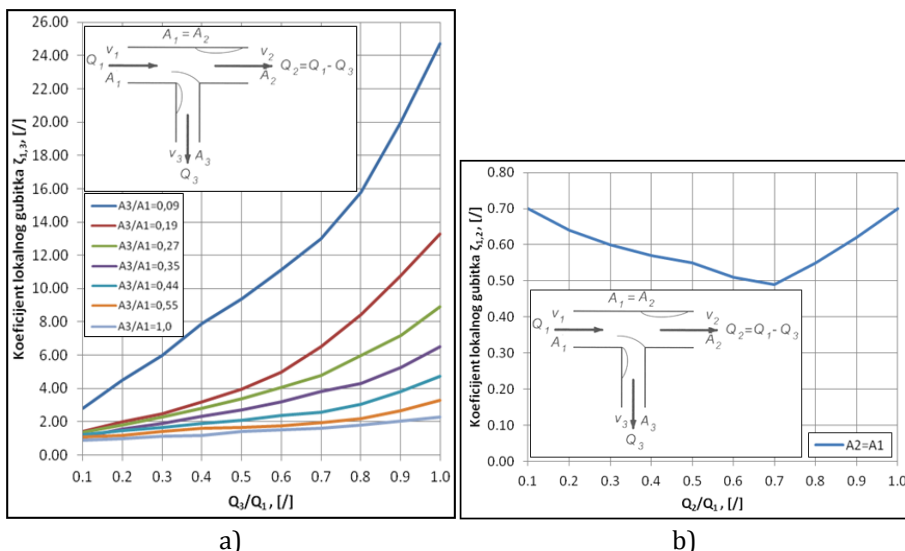 26.00
24.00
22.00
20.00
18.00
16.00
14.00
12.00
10.00
8.00
6.00
4.00
2.00
0.00
Koeficijent lokalnog gubitka ζ1,3, [/]
A1 = A2
v1
v2
Q1
Q2=Q1-Q3
A1
A2
v3
A3
Q3
A3/A1=0,09
A3/A1=0,19
A3/A1=0,27
A3/A1=0,35
A3/A1=0,44
A3/A1=0,55
A3/A1=1,0
0.1 0.2 0.3 0.4 0.5 0.6 0.7 0.8 0.9 1.0
Q3/Q1, [/]
a)
0.80
0.70
0.60
0.50
0.40
0.30
0.20
0.10
0.00
Koeficijent lokalnog gubitka ζ1,2, [/]
A1 = A2
v1
v2
Q1
Q2=Q1-Q3
A1
A2
v3
A3
Q3
A2=A1
0.1 0.2 0.3 0.4 0.5 0.6 0.7 0.8 0.9 1.0
Q2/Q1, [/]
b)